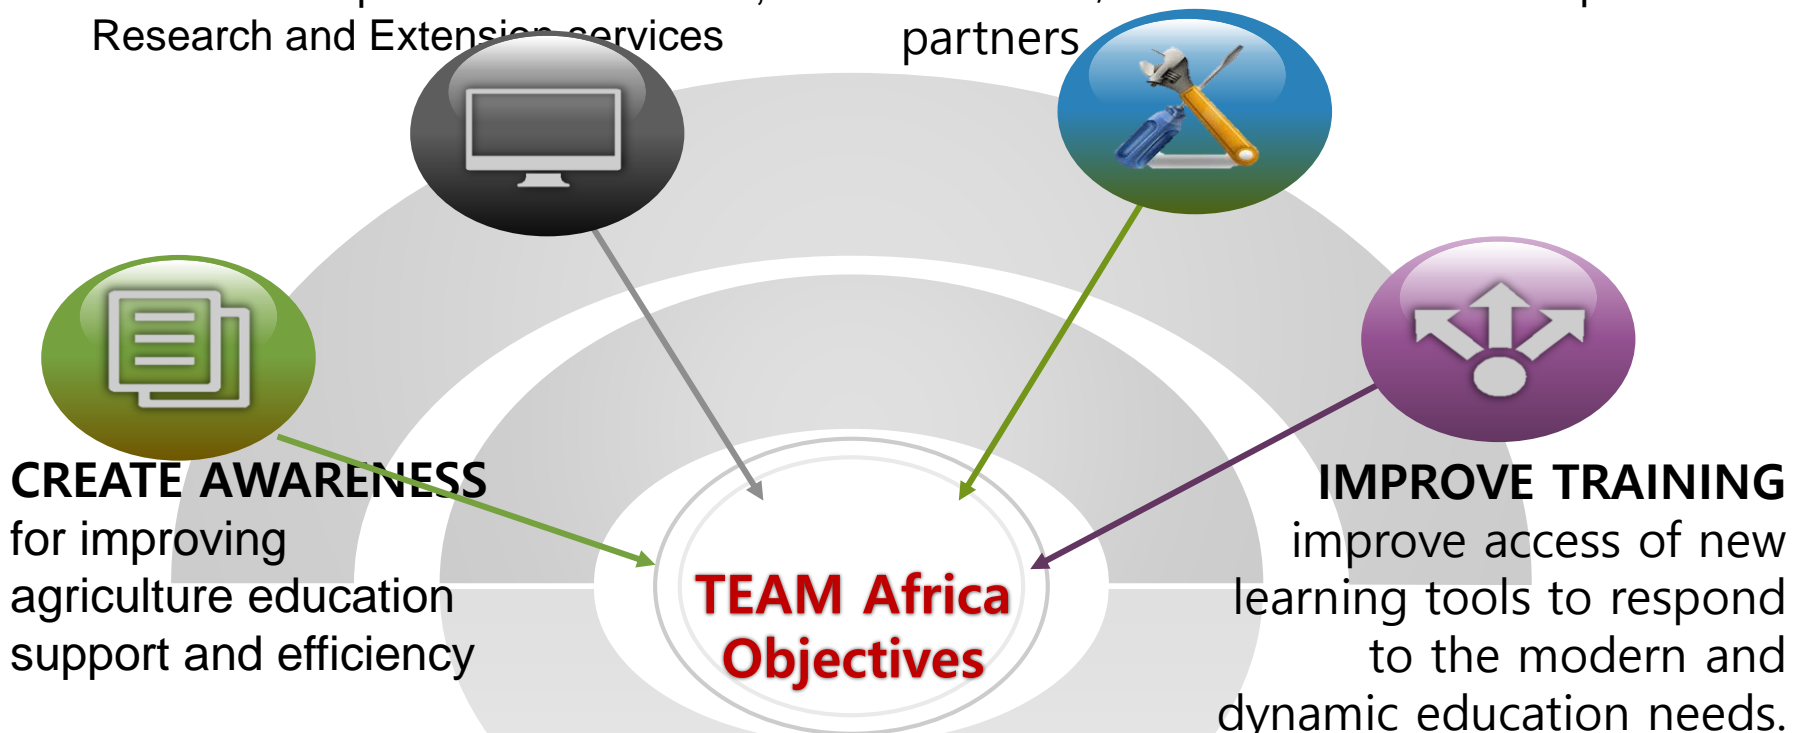 Research and Extension services
partners
CREATE AWARENESS
for improving
agriculture education
support and efficiency
TEAM Africa
Objectives
IMPROVE TRAINING
improve access of new
learning tools to respond
to the modern and
dynamic education needs.